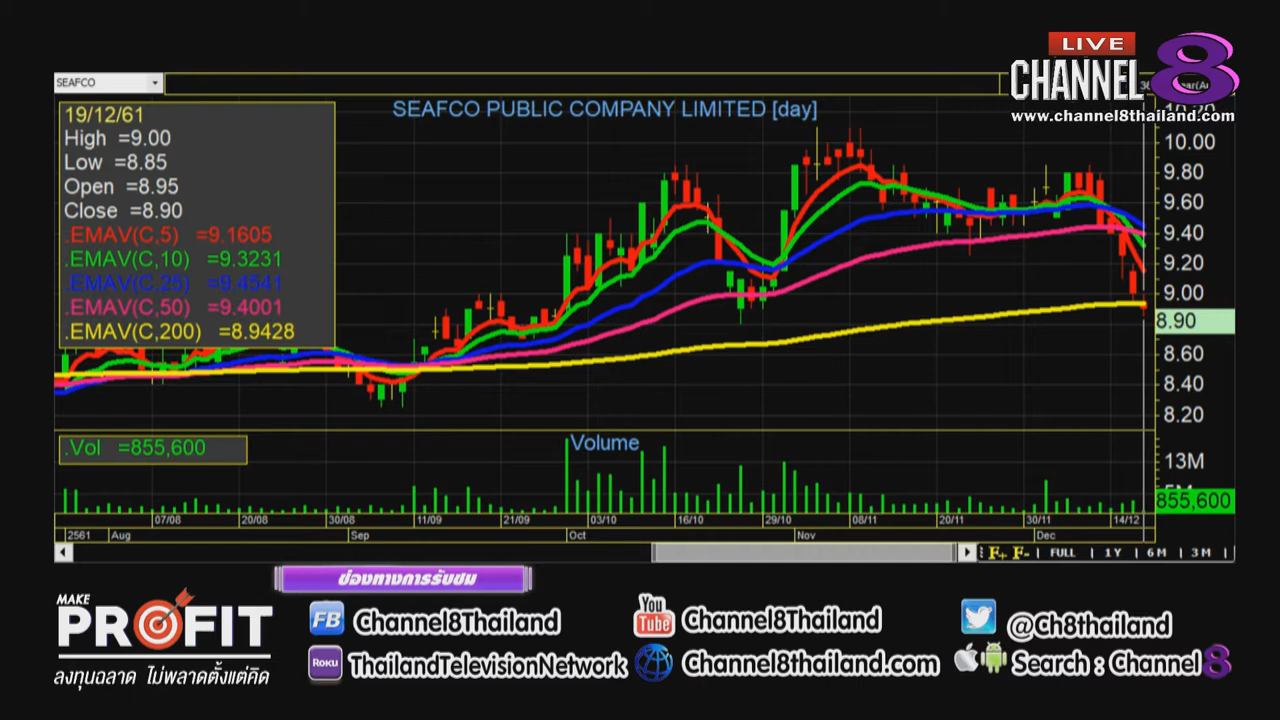 LIVE
CHANNEL 8
www.channel8thailand.com
SEAFCO
SEAFCO PUBLIC COMPANY LIMITED [day]
19/12/61
High =9.00
Low =8.85
Open =8.95
Close =8.90
.EMAV(C,5) =9.1605
.EMAV(C,10) =9.3231
.EMAV(C,25) =9.4541
.EMAV(C,50) =9.4001
.EMAV(C,200) =8.9428
10.20
10.00
9.80
9.60
9.40
9.20
9.00
8.90
8.60
8.40
8.20
.Vol =855,600
Volume
13M
855,600
07/08 20/08 30/08 11/09 21/09 03/10 16/10 29/10 08/11 20/11 30/11 14/12
2561 Aug Sep Oct Nov Dec
F+ F- FULL 1Y 6M 3M
ช่องทางการรับชม
MAKE
PROFIT
ลงทุนฉลาด ไม่พลาดตั้งแต่คิด
FB Channel8Thailand
You Tube Channel8Thailand
@Ch8thailand
Roku ThailandTelevisionNetwork
Channel8thailand.com
Search : Channel 8